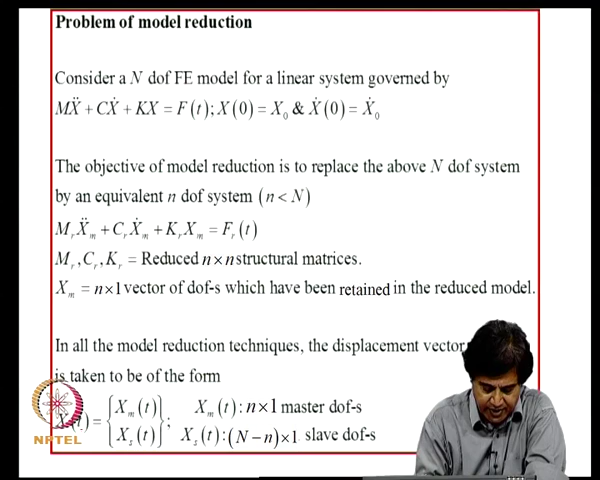 Problem of model reduction
Consider a N dof FE model for a linear system governed by
MẌ + CẊ + KX = F(t); X(0) = X₀ & Ẋ(0) = Ẋ₀
The objective of model reduction is to replace the above N dof system
by an equivalent n dof system (n < N)
MᵣẌₘ + CᵣẊₘ + KᵣXₘ = Fᵣ(t)
Mᵣ, Cᵣ, Kᵣ = Reduced n×n structural matrices.
Xₘ = n×1 vector of dof-s which have been retained in the reduced model.
In all the model reduction techniques, the displacement vector
is taken to be of the form
X(t) = {Xₘ(t)}; Xₘ(t): n×1 master dof-s
{Xₛ(t)} Xₛ(t): (N−n)×1 slave dof-s
NPTEL